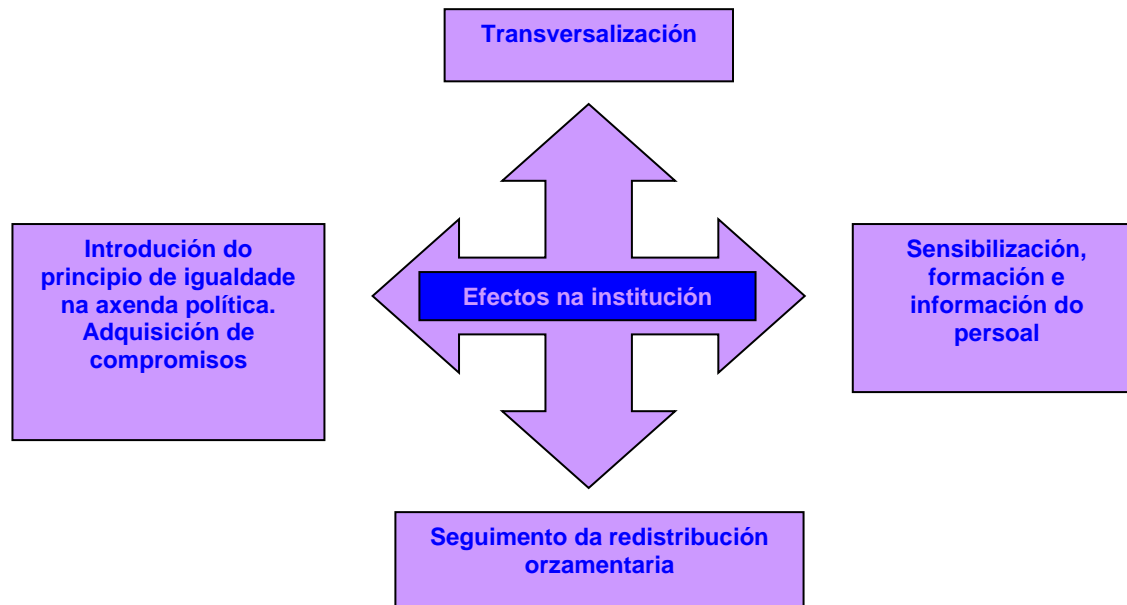 Transversalización
Introdución do
principio de igualdade
na axenda política.
Adquisición de
compromisos
Efectos na institución
Sensibilización,
formación e
información do
persoal
Seguimento da redistribución
orzamentaria